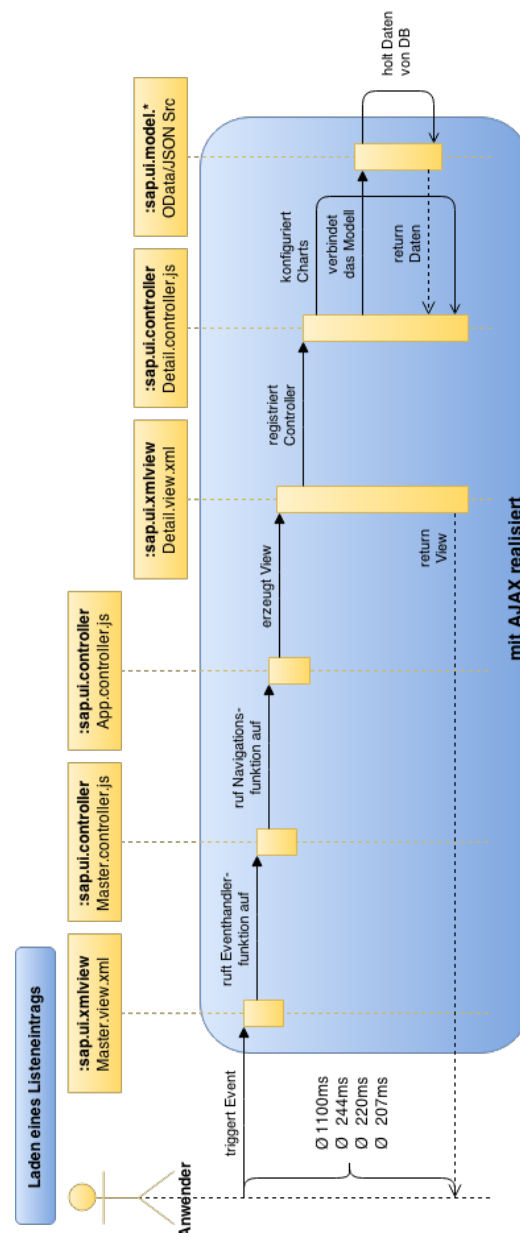 Laden eines Listeneintrags
Anwender
:sap.ui.xmlview
Master.view.xml
:sap.ui.controller
Master.controller.js
:sap.ui.controller
App.controller.js
:sap.ui.xmlview
Detail.view.xml
:sap.ui.controller
Detail.controller.js
:sap.ui.model.*
OData/JSON Src
triggert Event
ruft Eventhandler-
funktion auf
ruf Navigations-
funktion auf
erzeugt View
registriert
Controller
konfiguriert
Charts
verbindet
das Modell
holt Daten
von DB
return
Daten
return
View
Ø 1100ms
Ø 244ms
Ø 220ms
Ø 207ms
mit AJAX realisiert